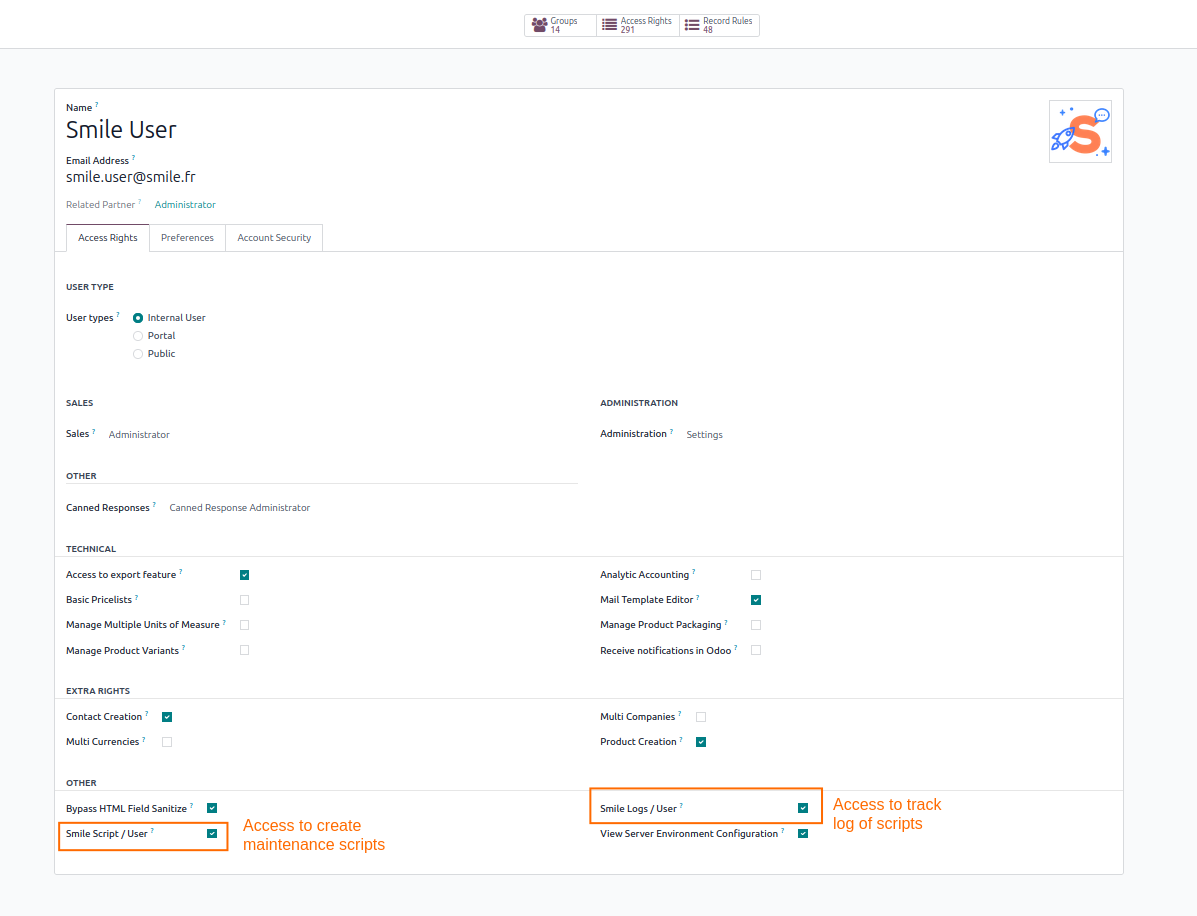 Groups
14
Access Rights
291
Record Rules
48
Name ?
Smile User
Email Address ?
smile.user@smile.fr
Related Partner ? Administrator
Access Rights Preferences Account Security
USER TYPE
User types ? Internal User
Portal
Public
SALES
Sales ? Administrator
ADMINISTRATION
Administration ? Settings
OTHER
Canned Responses ? Canned Response Administrator
TECHNICAL
Access to export feature ?
Analytic Accounting ?
Basic Pricelists ?
Mail Template Editor ?
Manage Multiple Units of Measure ?
Manage Product Packaging ?
Manage Product Variants ?
Receive notifications in Odoo ?
EXTRA RIGHTS
Contact Creation ?
Multi Companies ?
Multi Currencies ?
Product Creation ?
OTHER
Bypass HTML Field Sanitize ?
Smile Logs / User ?
Access to track
log of scripts
Smile Script / User ?
Access to create
maintenance scripts
View Server Environment Configuration ?
S